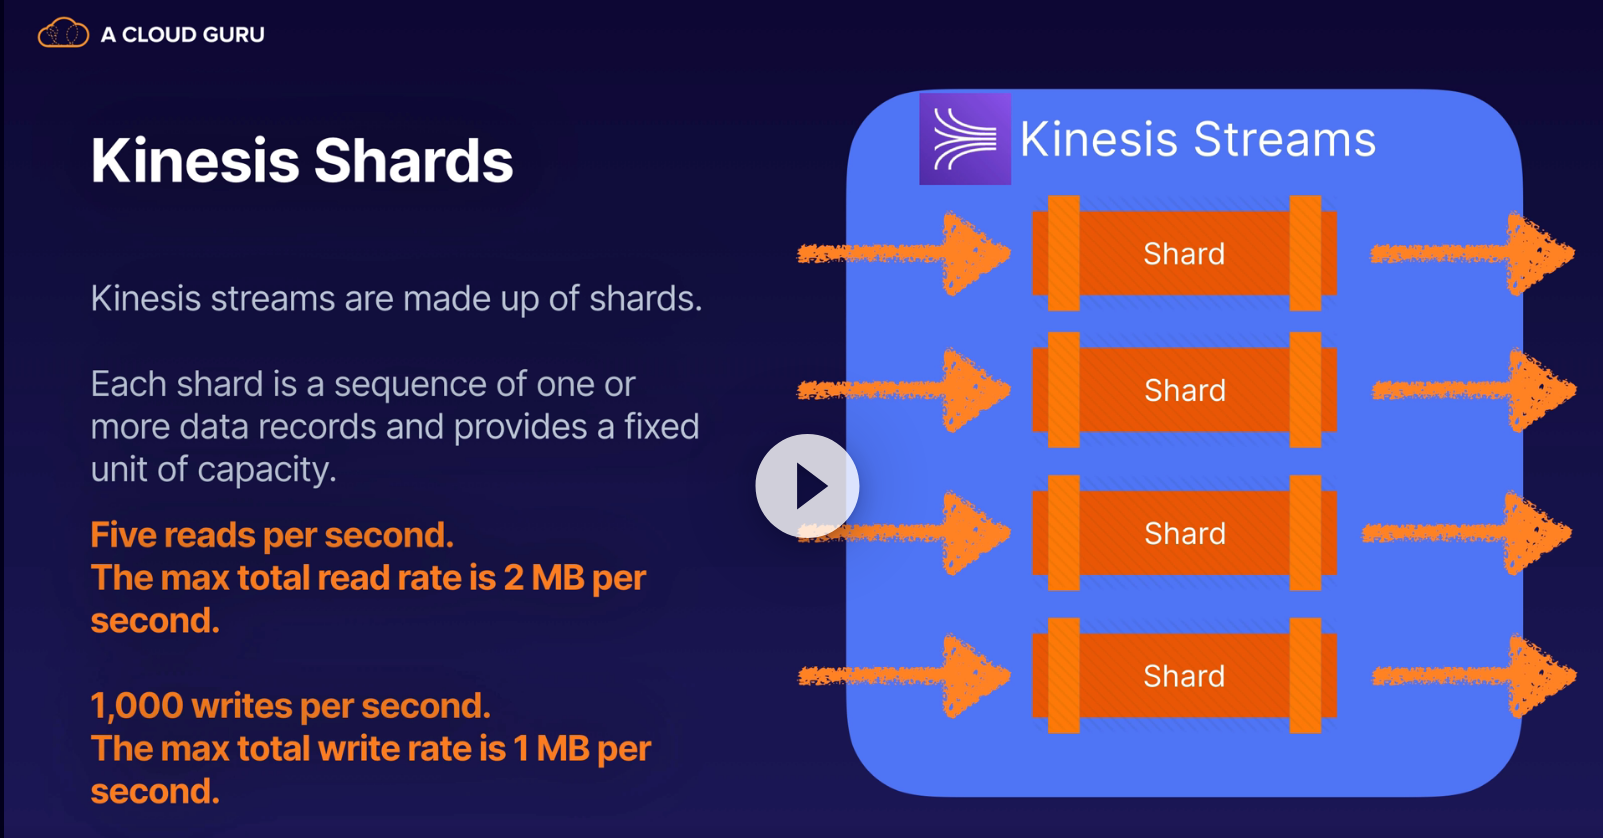 A CLOUD GURU
Kinesis Shards
Kinesis streams are made up of shards.
Each shard is a sequence of one or
more data records and provides a fixed
unit of capacity.
Five reads per second.
The max total read rate is 2 MB per
second.
1,000 writes per second.
The max total write rate is 1 MB per
second.
Kinesis Streams
Shard
Shard
Shard
Shard